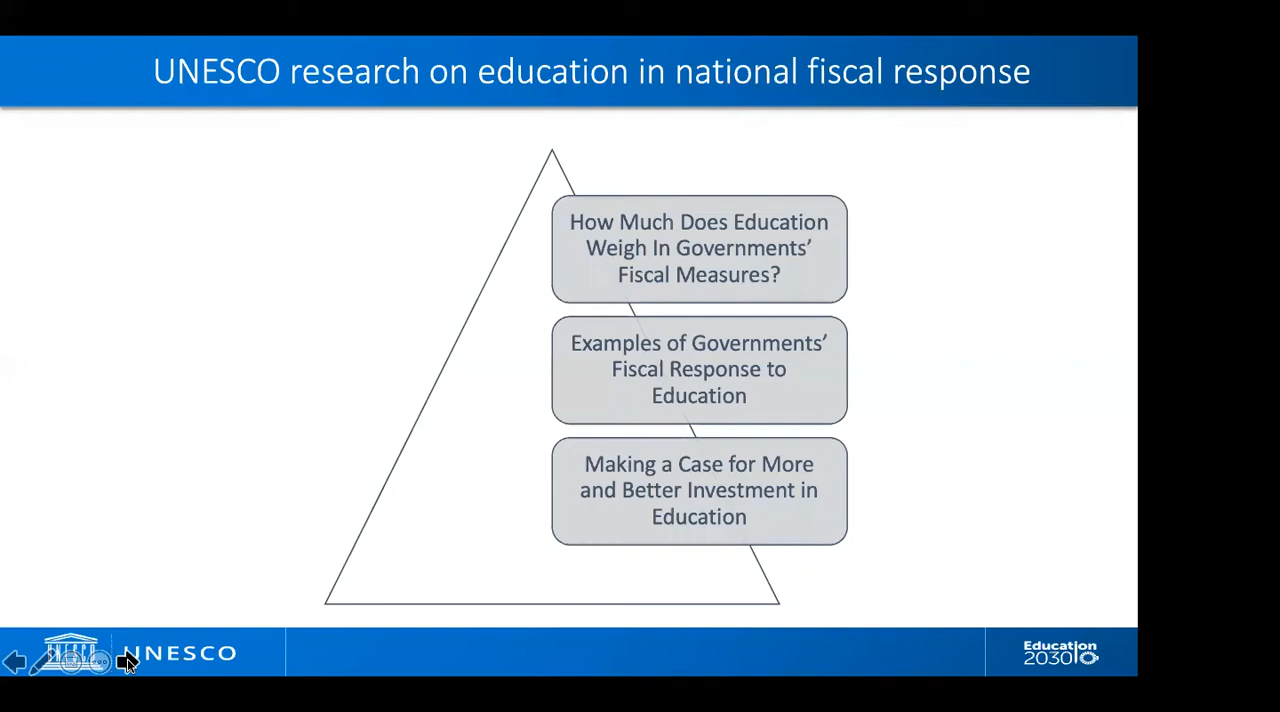 UNESCO research on education in national fiscal response
How Much Does Education
Weigh In Governments’
Fiscal Measures?
Examples of Governments’
Fiscal Response to
Education
Making a Case for More
and Better Investment in
Education
UNESCO
Education
2030